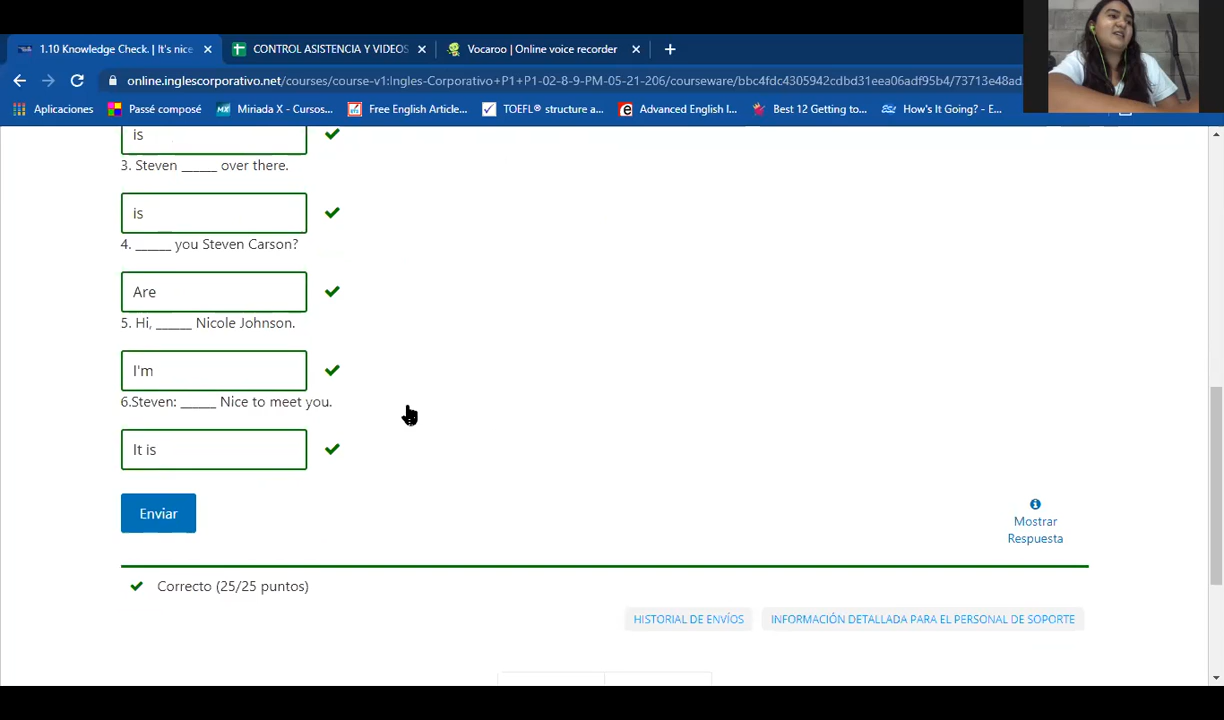 1.10 Knowledge Check. | It's nice
CONTROL ASISTENCIA Y VIDEOS
Vocaroo | Online voice recorder
online.inglescorporativo.net/courses/course-v1:Ingles-Corporativo+P1+P1-02-8-9-PM-05-21-206/courseware/bbc4fdc4305942cdbd31eea06adf95b4/73713e48ad
Aplicaciones
Passé composé
Miriada X - Cursos...
Free English Article...
TOEFL® structure a...
Advanced English I...
Best 12 Getting to...
How's It Going? - E...
is
3. Steven ______ over there.
is
4. ______ you Steven Carson?
Are
5. Hi, ______ Nicole Johnson.
I'm
6.Steven: ______ Nice to meet you.
It is
Enviar
Mostrar
Respuesta
Correcto (25/25 puntos)
HISTORIAL DE ENVÍOS
INFORMACIÓN DETALLADA PARA EL PERSONAL DE SOPORTE